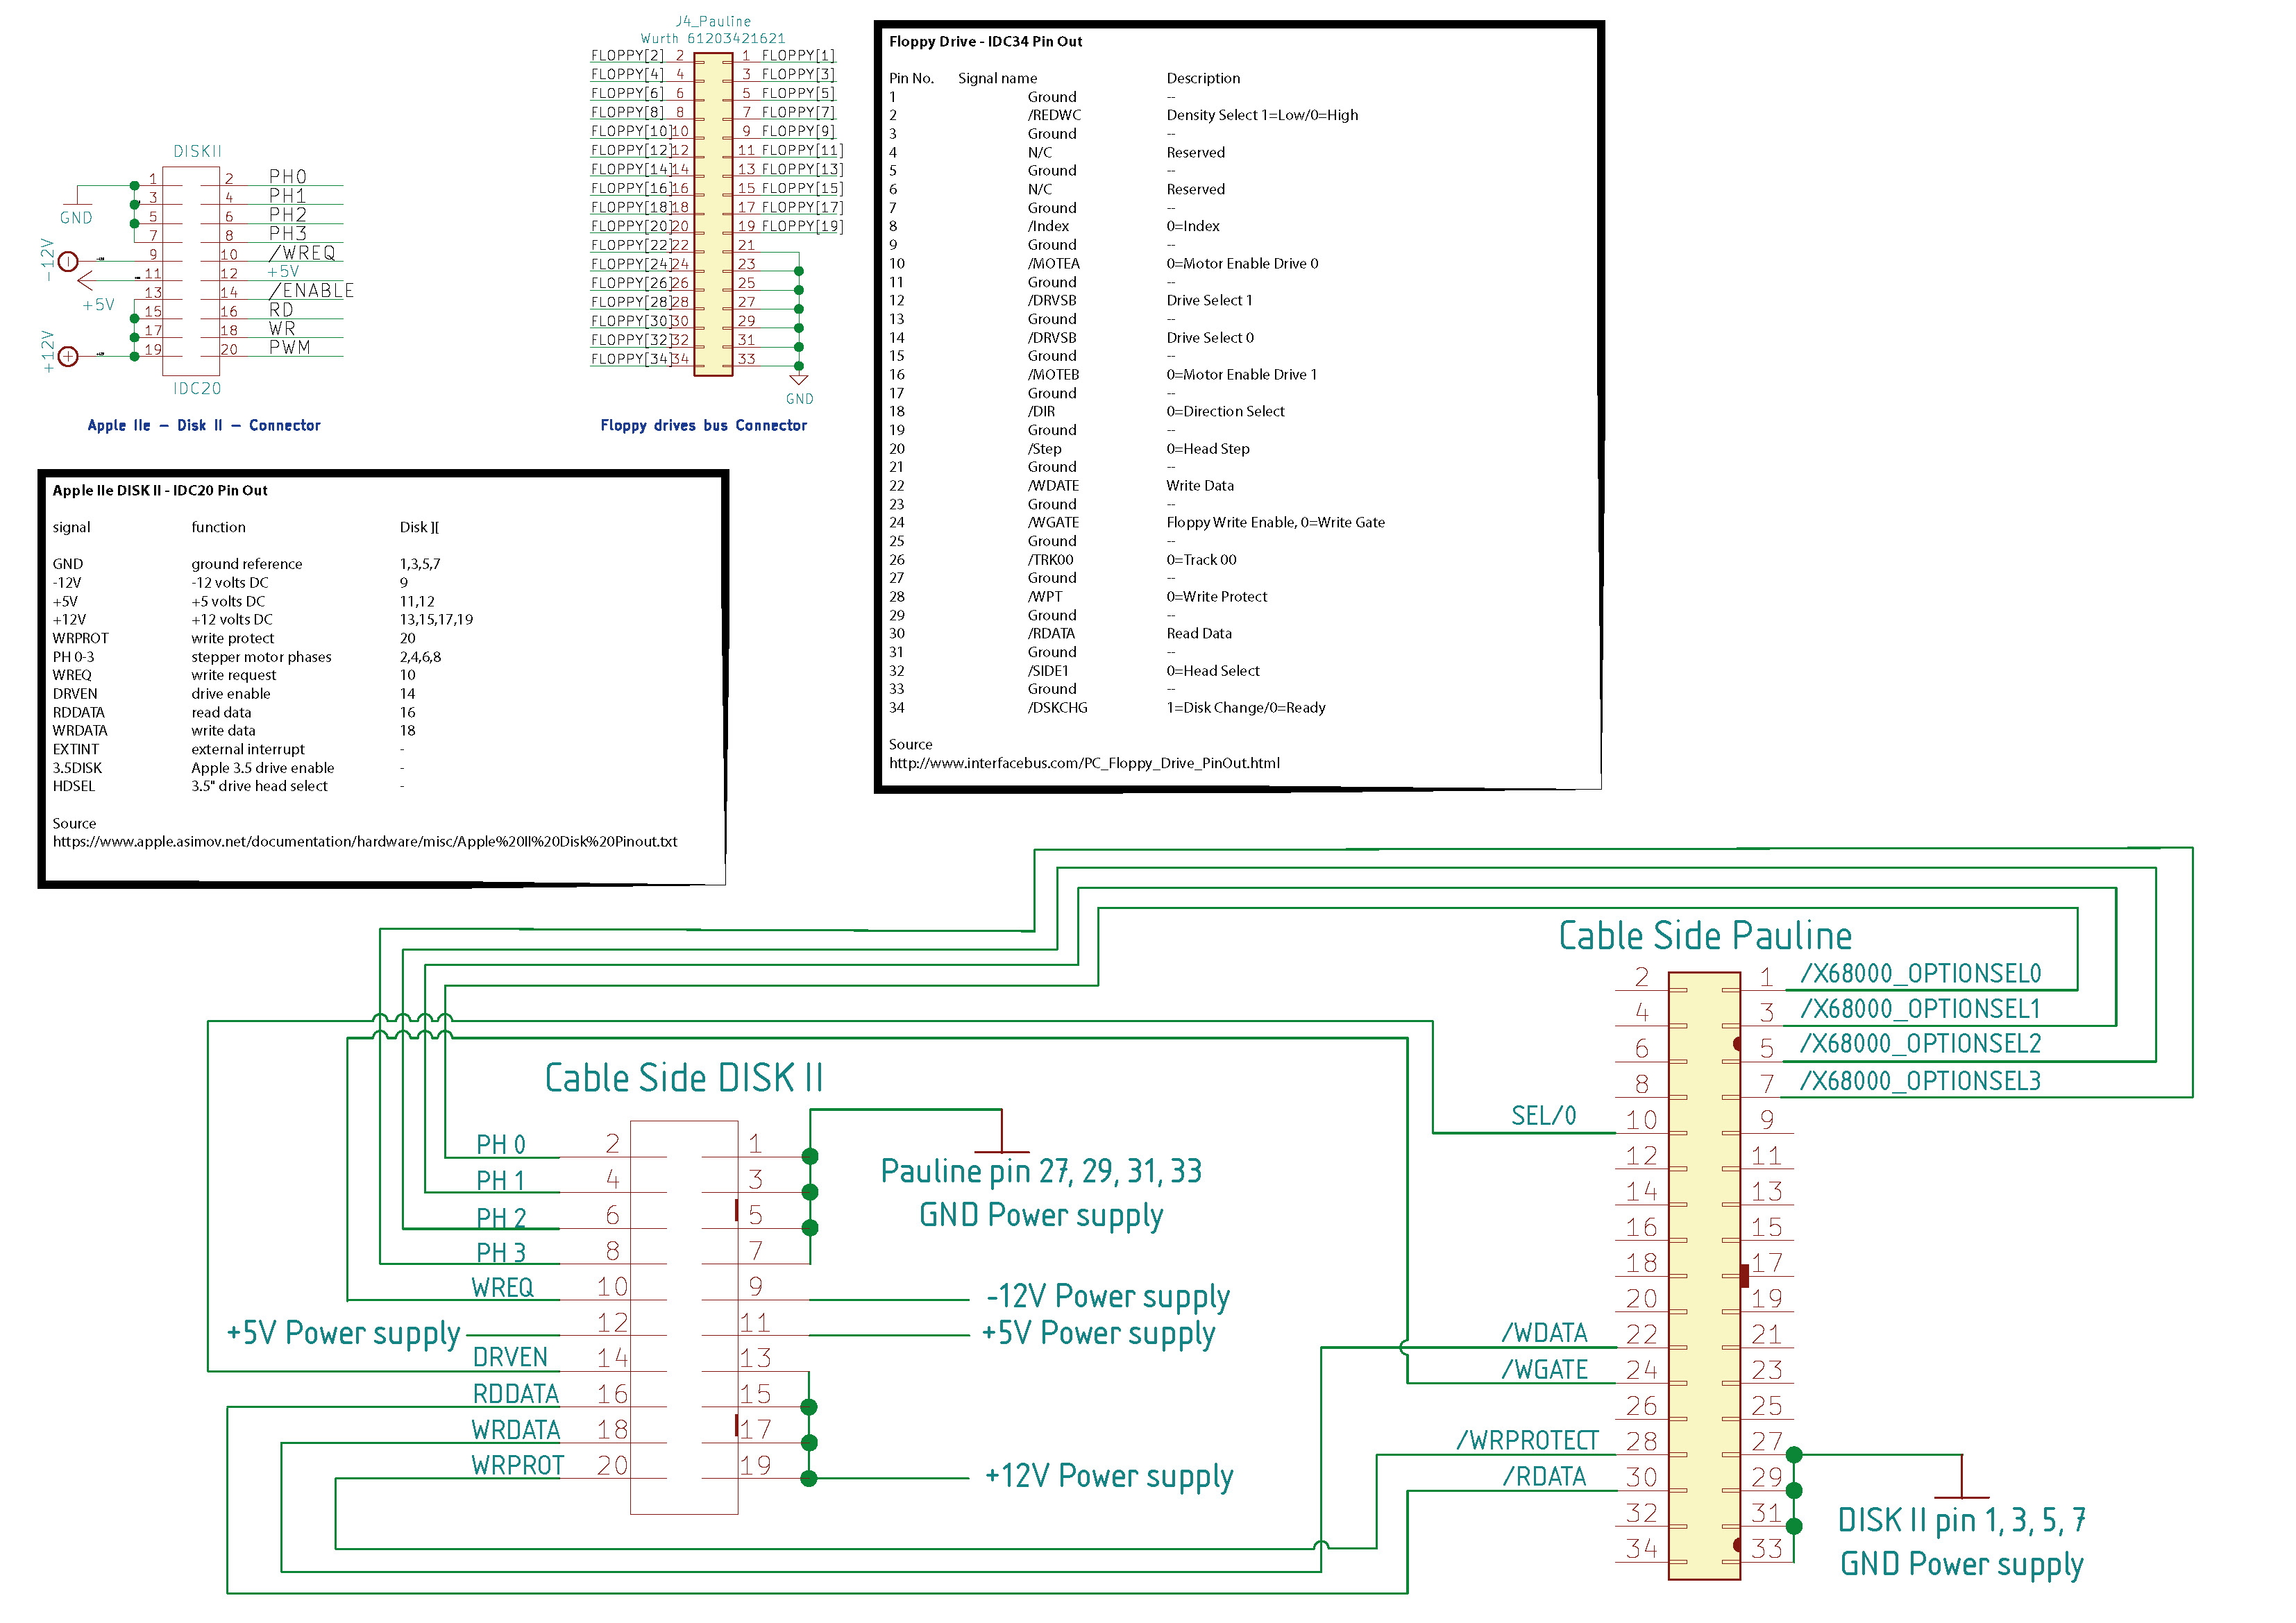 DISKII
1 2 PH0
3 4 PH1
GND
5 6 PH2
7 8 PH3
-12V
9 10 /WREQ
11 12 +5V
+5V
13 14 /ENABLE
15 16 RD
+12V
17 18 WR
19 20 PWM
IDC20
Apple IIe - Disk II - Connector
J4_Pauline
Wurth 61203421621
FLOPPY[2] 2 1 FLOPPY[1]
FLOPPY[4] 4 3 FLOPPY[3]
FLOPPY[6] 6 5 FLOPPY[5]
FLOPPY[8] 8 7 FLOPPY[7]
FLOPPY[10] 10 9 FLOPPY[9]
FLOPPY[12] 12 11 FLOPPY[11]
FLOPPY[14] 14 13 FLOPPY[13]
FLOPPY[16] 16 15 FLOPPY[15]
FLOPPY[18] 18 17 FLOPPY[17]
FLOPPY[20] 20 19 FLOPPY[19]
FLOPPY[22] 22 21
FLOPPY[24] 24 23
FLOPPY[26] 26 25
FLOPPY[28] 28 27
FLOPPY[30] 30 29
FLOPPY[32] 32 31
FLOPPY[34] 34 33
GND
Floppy drives bus Connector
Floppy Drive - IDC34 Pin Out
Pin No. Signal name Description
1 Ground --
2 /REDWC Density Select 1=Low/0=High
3 Ground --
4 N/C Reserved
5 Ground --
6 N/C Reserved
7 Ground --
8 /Index 0=Index
9 Ground --
10 /MOTEA 0=Motor Enable Drive 0
11 Ground --
12 /DRVSB Drive Select 1
13 Ground --
14 /DRVSB Drive Select 0
15 Ground --
16 /MOTEB 0=Motor Enable Drive 1
17 Ground --
18 /DIR 0=Direction Select
19 Ground --
20 /Step 0=Head Step
21 Ground --
22 /WDATE Write Data
23 Ground --
24 /WGATE Floppy Write Enable, 0=Write Gate
25 Ground --
26 /TRK00 0=Track 00
27 Ground --
28 /WPT 0=Write Protect
29 Ground --
30 /RDATA Read Data
31 Ground --
32 /SIDE1 0=Head Select
33 Ground --
34 /DSKCHG 1=Disk Change/0=Ready
Source
http://www.interfacebus.com/PC_Floppy_Drive_PinOut.html
Apple IIe DISK II - IDC20 Pin Out
signal function Disk ][
GND ground reference 1,3,5,7
-12V -12 volts DC 9
+5V +5 volts DC 11,12
+12V +12 volts DC 13,15,17,19
WRPROT write protect 20
PH 0-3 stepper motor phases 2,4,6,8
WREQ write request 10
DRVEN drive enable 14
RDDATA read data 16
WRDATA write data 18
EXTINT external interrupt -
3.5DISK Apple 3.5 drive enable -
HDSEL 3.5" drive head select -
Source
https://www.apple.asimov.net/documentation/hardware/misc/Apple%20II%20Disk%20Pinout.txt
Cable Side DISK II
PH 0 2 1
PH 1 4 3
PH 2 6 5
PH 3 8 7
Pauline pin 27, 29, 31, 33
GND Power supply
WREQ 10 9 -12V Power supply
+5V Power supply 12 11 +5V Power supply
DRVEN 14 13
RDDATA 16 15
WRDATA 18 17
WRPROT 20 19 +12V Power supply
Cable Side Pauline
2 1 /X68000_OPTIONSEL0
4 3 /X68000_OPTIONSEL1
6 5 /X68000_OPTIONSEL2
8 7 /X68000_OPTIONSEL3
SEL/0 10 9
12 11
14 13
16 15
18 17
20 19
/WDATA 22 21
/WGATE 24 23
26 25
/WRPROTECT 28 27
/RDATA 30 29
32 31
34 33
DISK II pin 1, 3, 5, 7
GND Power supply